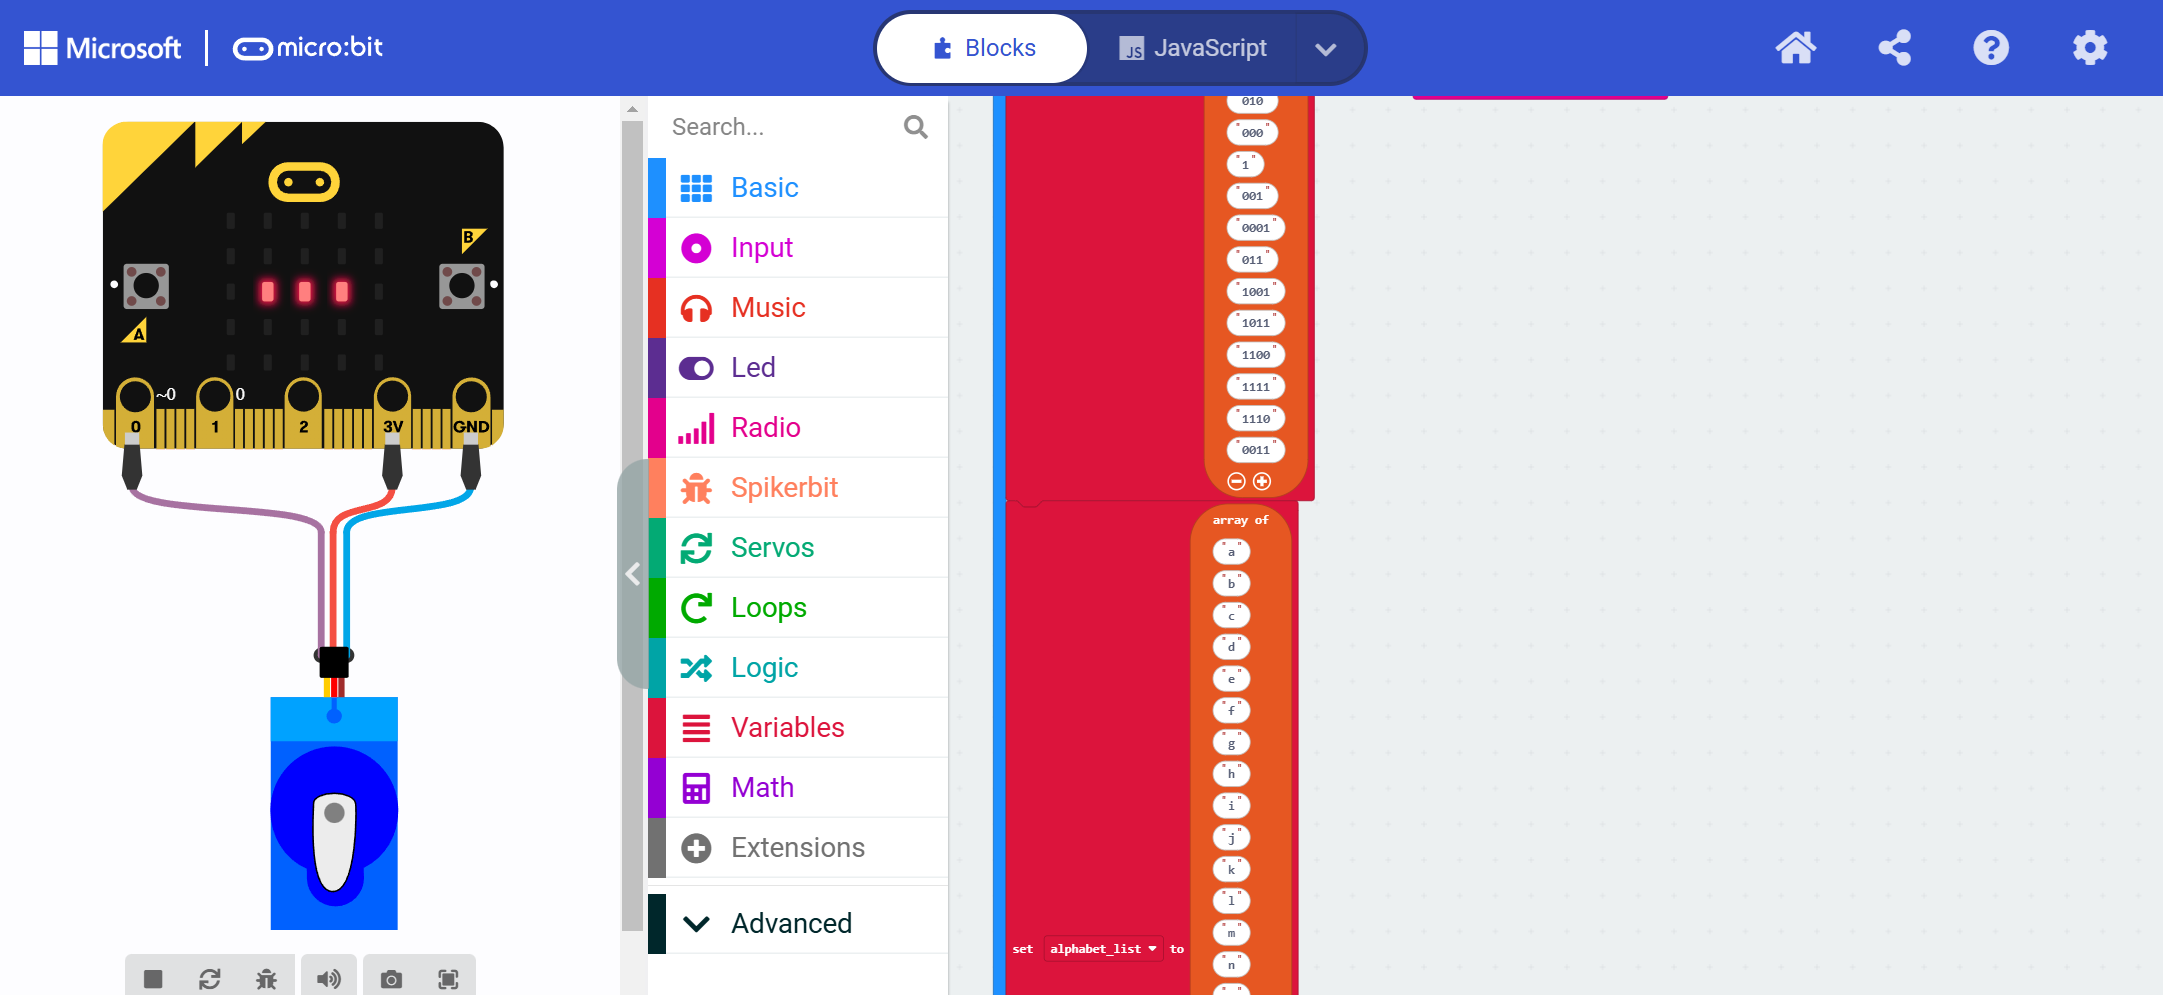 Microsoft micro:bit
Blocks
JS JavaScript
B
A
~0 0
0 1 2 3V GND
Search...
Basic
Input
Music
Led
Radio
Spikerbit
Servos
Loops
Logic
Variables
Math
Extensions
Advanced
010
"000"
"1"
"001"
"0001"
"011"
"1001"
"1011"
"1100"
"1111"
"1110"
"0011"
array of
"a"
"b"
"c"
"d"
"e"
"f"
"g"
"h"
"i"
"j"
"k"
"l"
"m"
set alphabet_list to
"n"